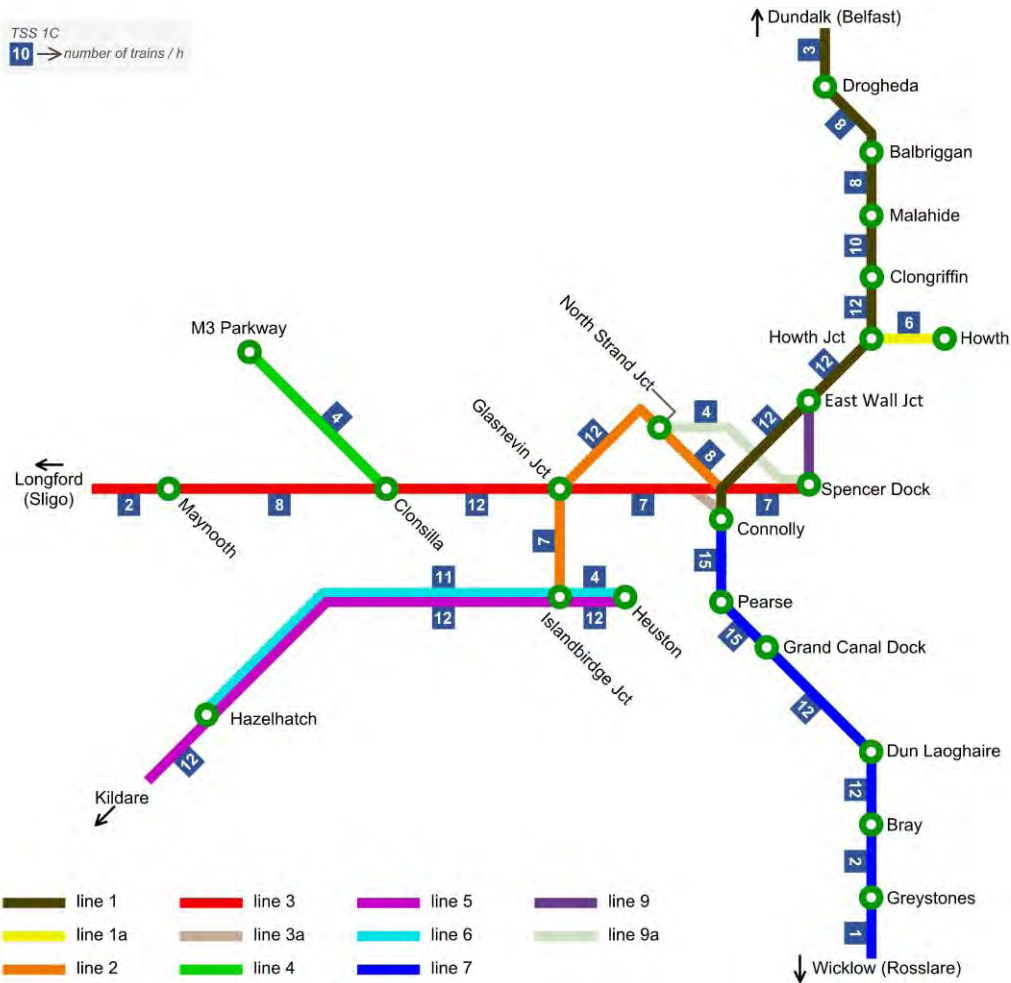 TSS 1C
10 number of trains / h
Dundalk (Belfast)
3
Drogheda
8
Balbriggan
8
Malahide
10
Clongriffin
12
Howth Jct
6
Howth
12
East Wall Jct
12
M3 Parkway
4
North Strand Jct
4
Glasnevin Jct
12
8
Longford
(Sligo)
2
Maynooth
8
Clonsilla
12
7
7
Spencer Dock
Connolly
7
15
11
4
12
12
Heuston
Islandbirdge Jct
Pearse
15
Grand Canal Dock
12
Hazelhatch
12
Kildare
Dun Laoghaire
12
Bray
2
Greystones
1
Wicklow (Rosslare)
line 1
line 3
line 5
line 9
line 1a
line 3a
line 6
line 9a
line 2
line 4
line 7